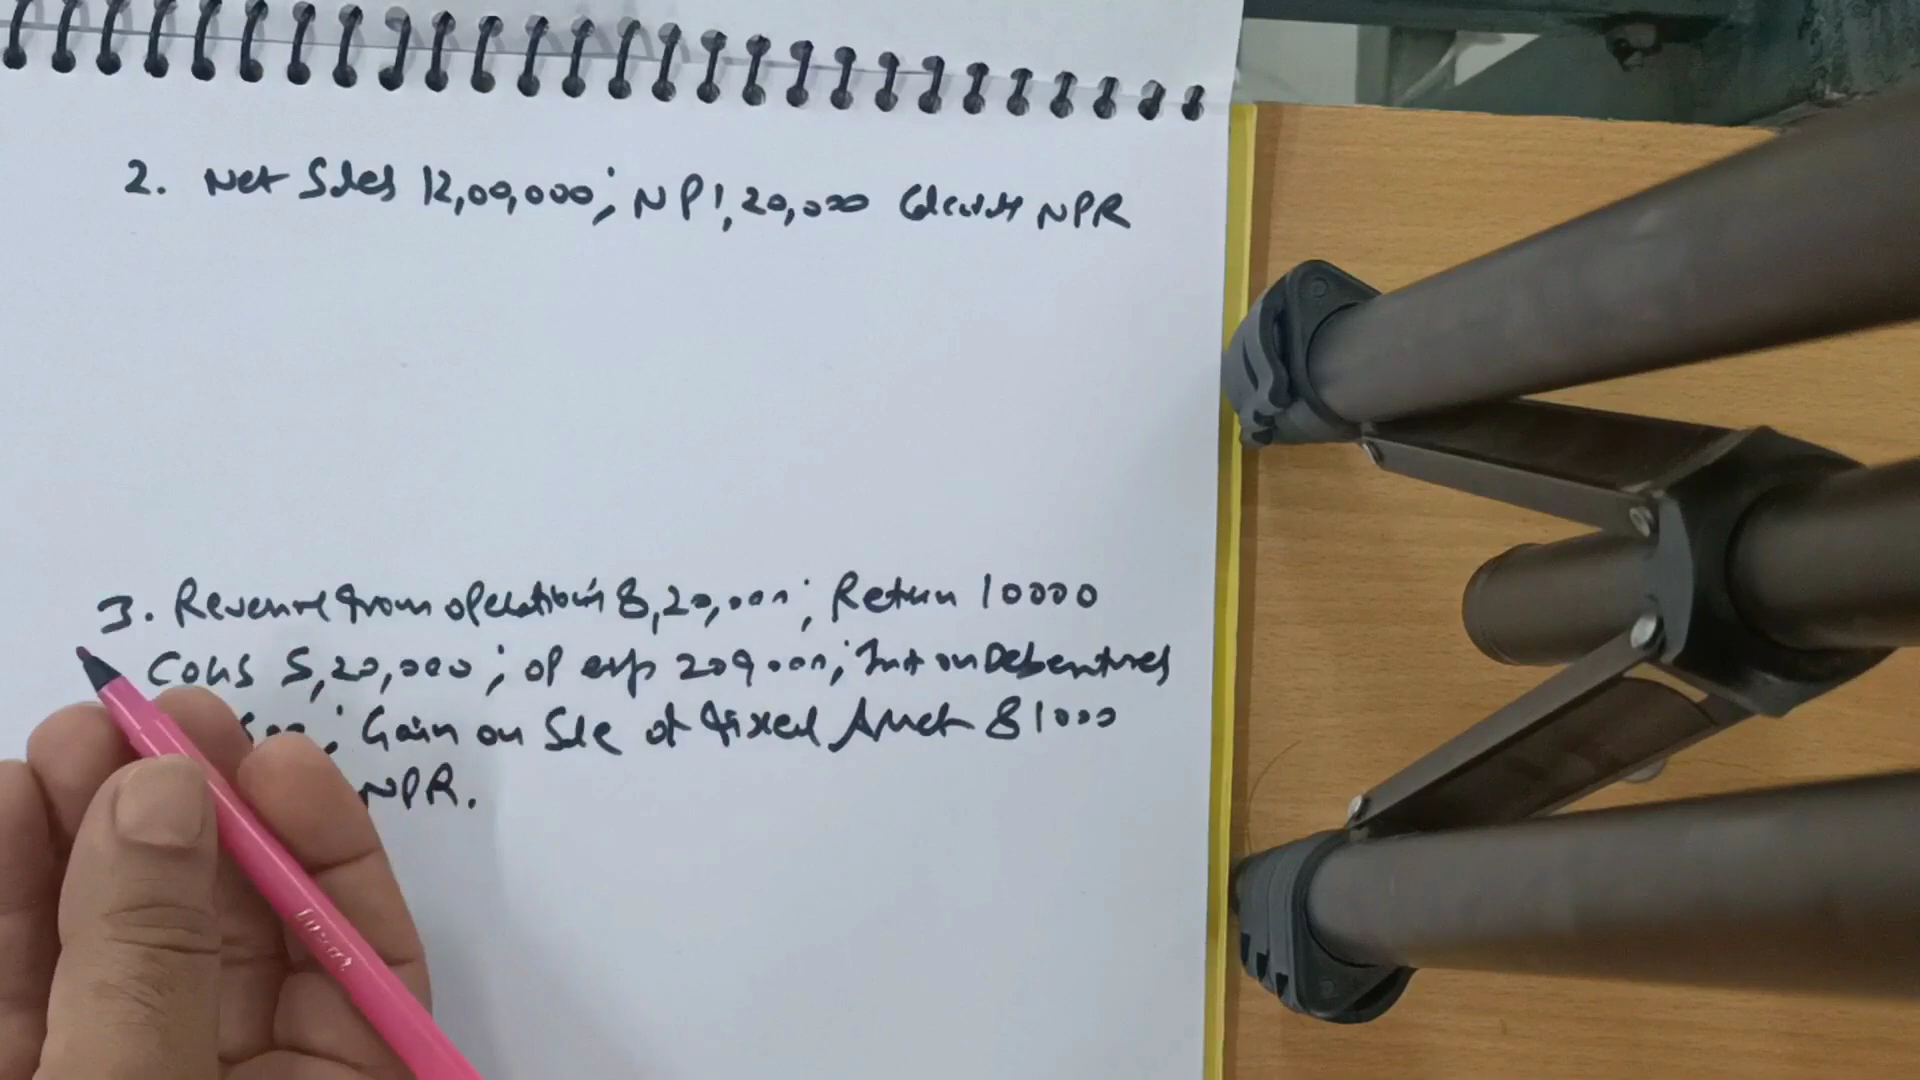 2. Net Sales 12,00,000; NP 1,20,000 Calculate NPR
3. Revenue from operations 8,20,000; Return 10000
COGS 5,20,000; op exp 209000; Int on Debentures
Gain on Sale of fixed Asset 81000
NPR.